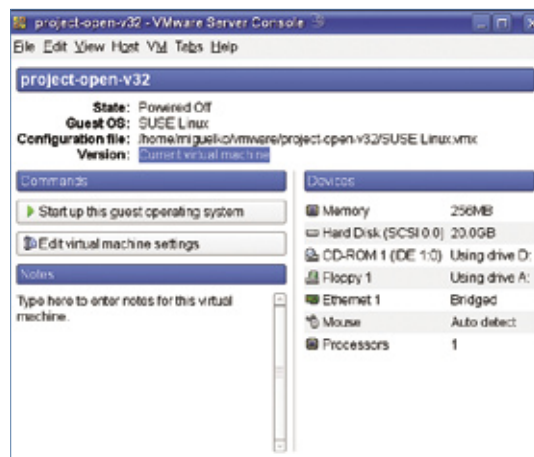 project-open-v32 - VMware Server Console
File Edit View Host VM Tabs Help
project-open-v32
State: Powered Off
Guest OS: SUSE Linux
Configuration file: /home/miguelko/vmware/project-open-v32/SUSE Linux.vmx
Version: Current virtual machine
Commands
Start up this guest operating system
Edit virtual machine settings
Notes
Type here to enter notes for this virtual
machine.
Devices
Memory 256MB
Hard Disk (SCSI 0:0) 20.0GB
CD-ROM 1 (IDE 1:0) Using drive D:
Floppy 1 Using drive A:
Ethernet 1 Bridged
Mouse Auto detect
Processors 1